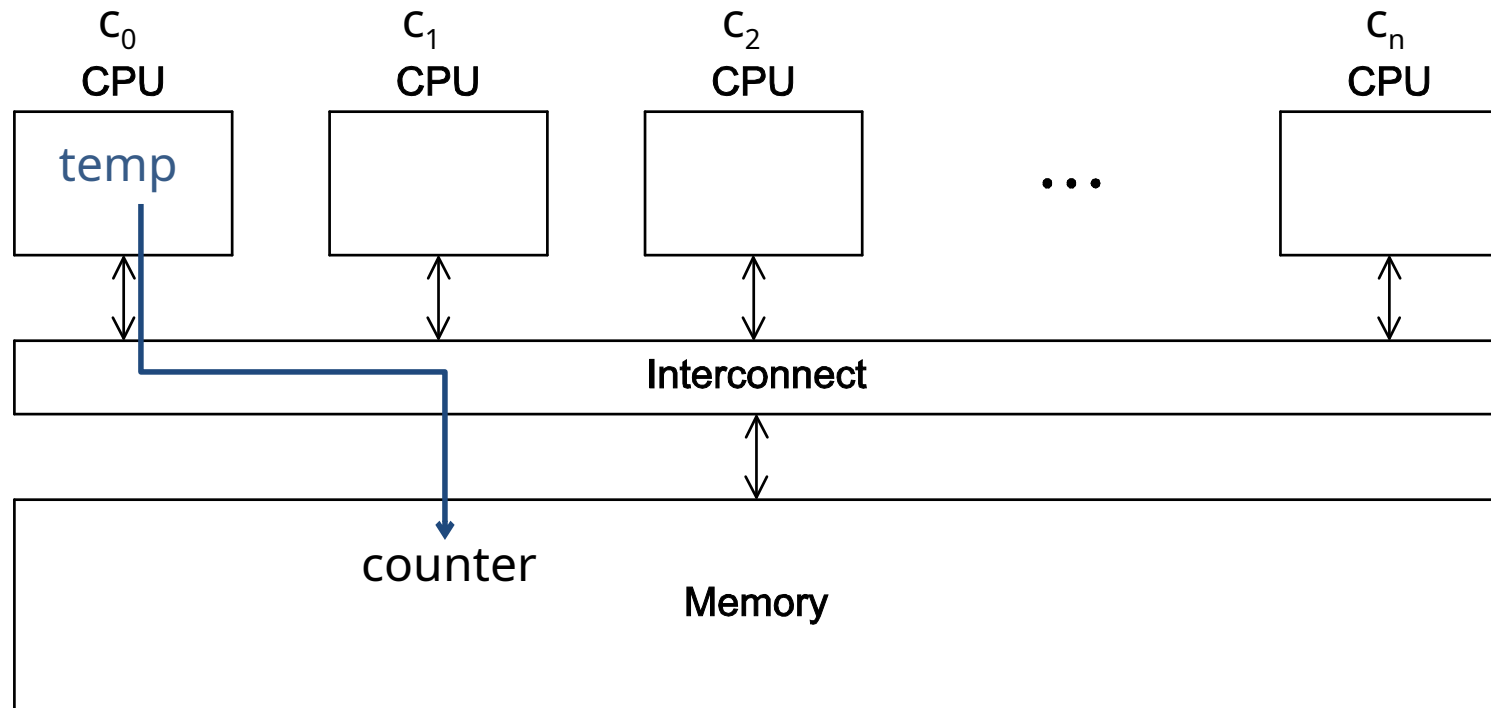 c₀ c₁ c₂ cₙ
CPU CPU CPU CPU
temp
...
Interconnect
counter
Memory